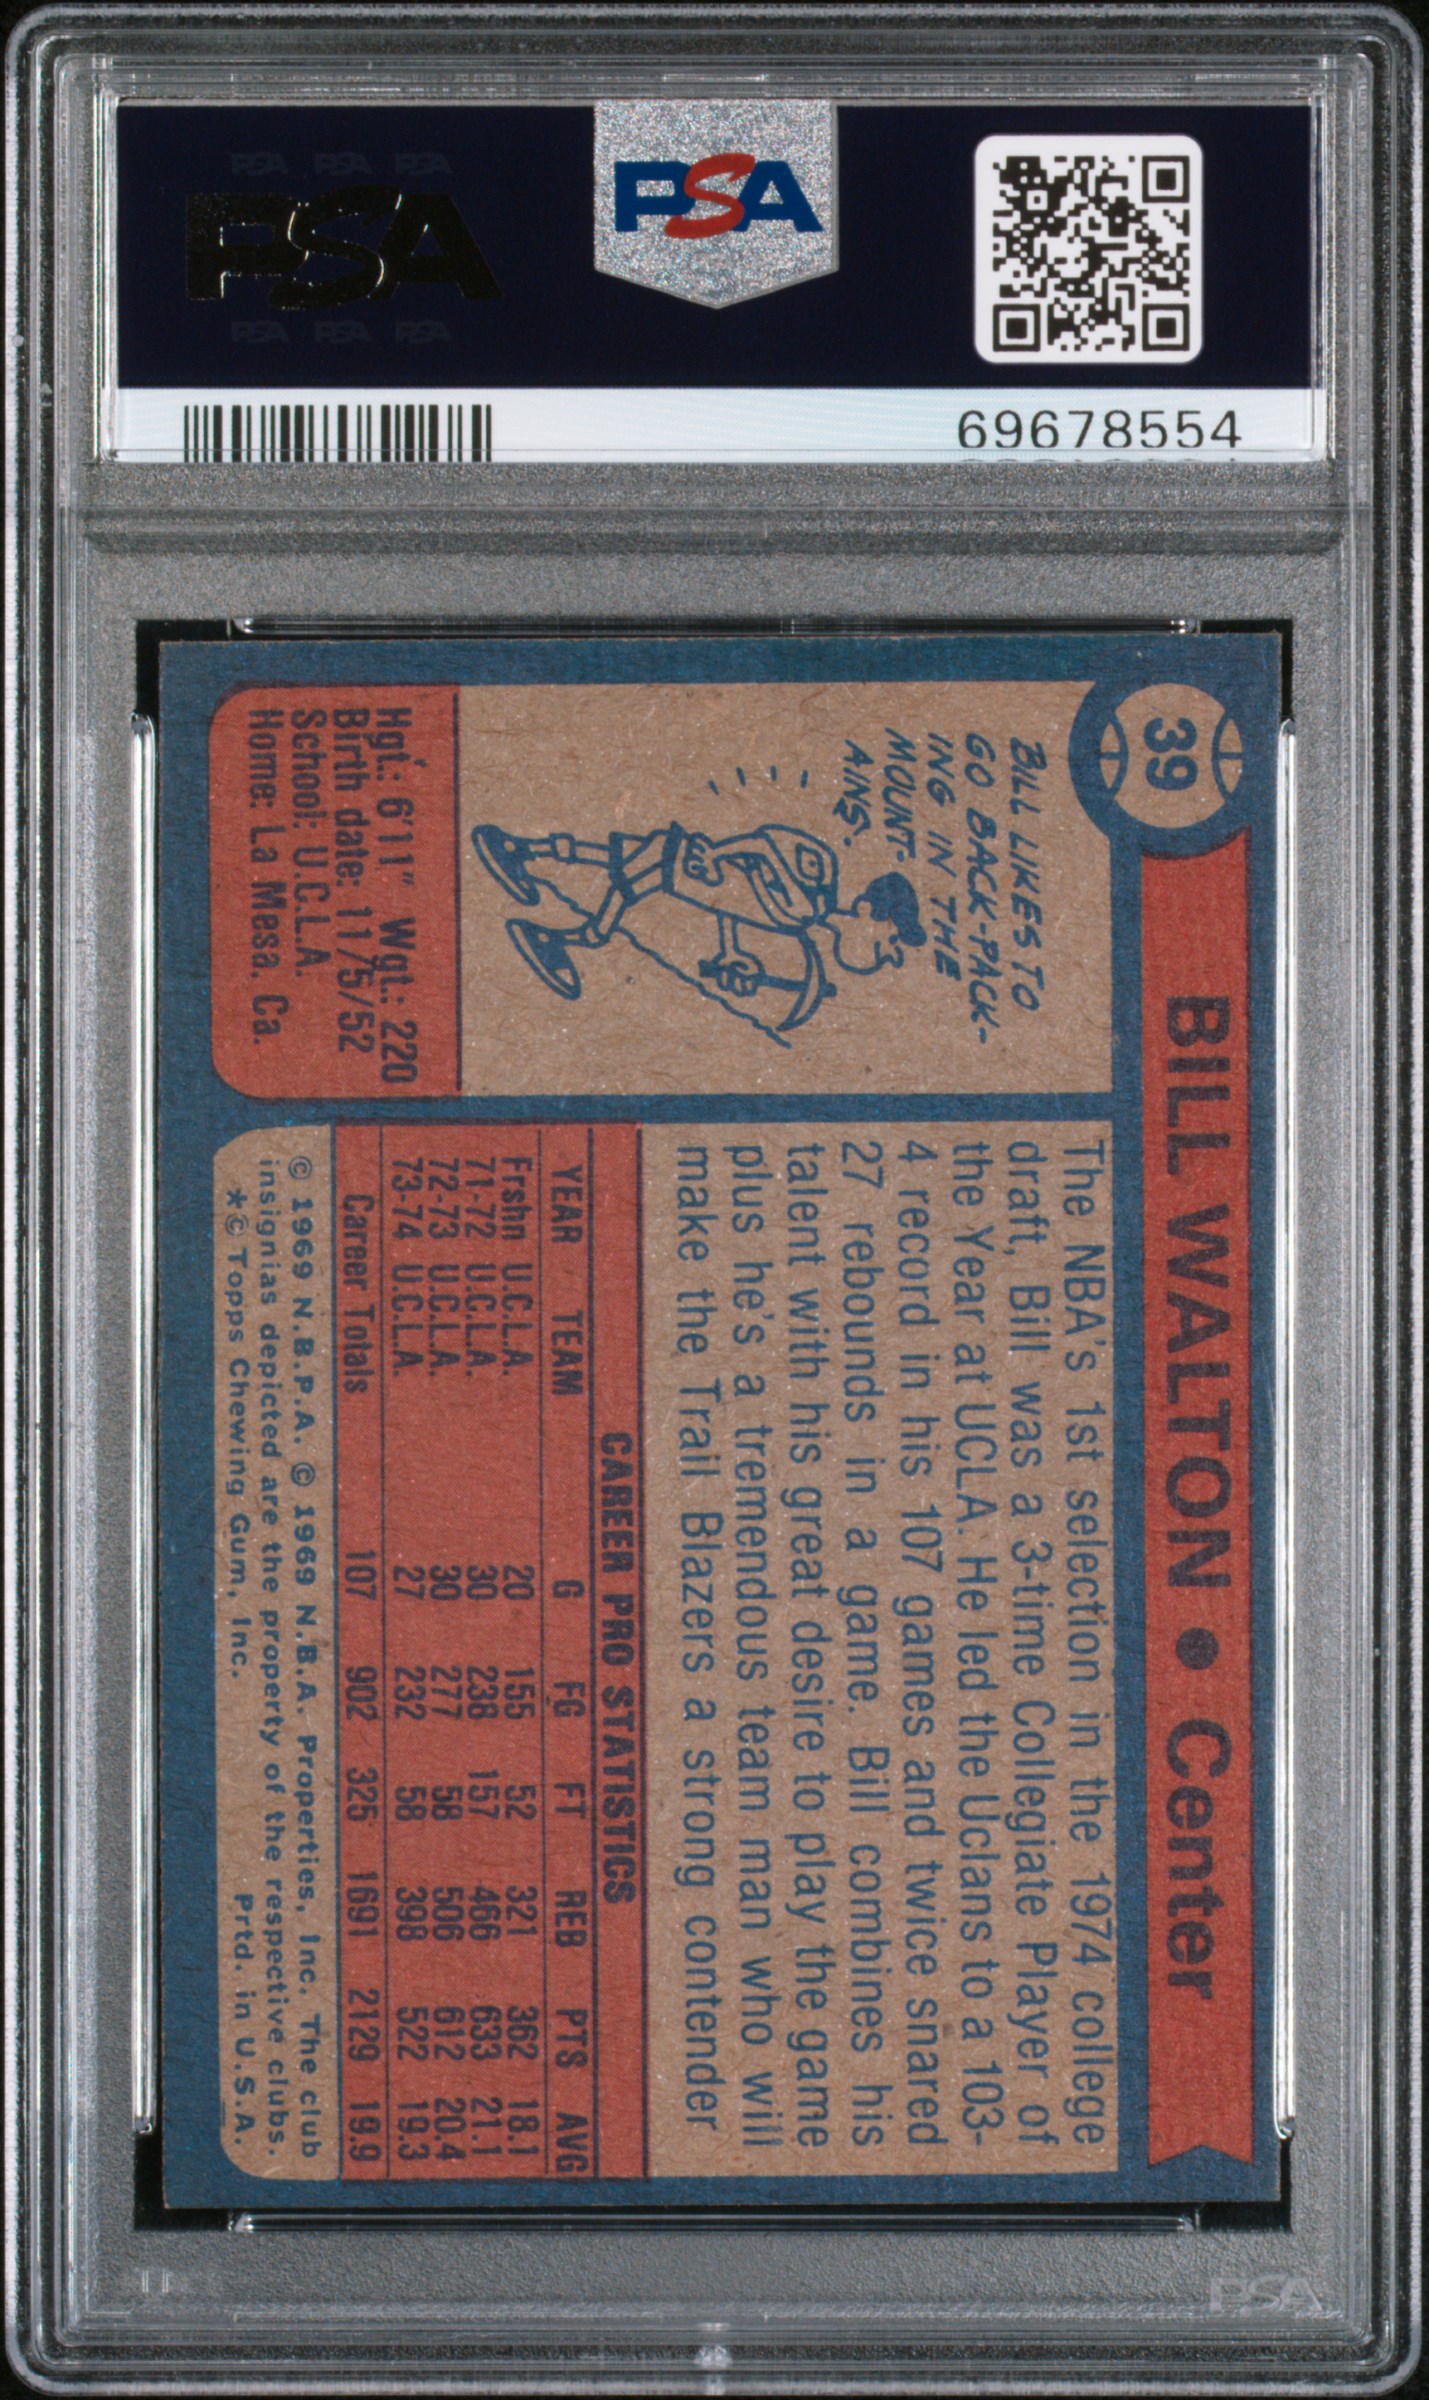 PSA PSA PSA
PSA
PSA PSA PSA
PSA
69678554
39
BILL WALTON • Center
BILL LIKES TO
GO BACK-PACK-
ING IN THE
MOUNT-
AINS.
Hgt.: 6'11" Wgt.: 220
Birth date: 11/5/52
School: U.C.L.A.
Home: La Mesa, Ca.
The NBA's 1st selection in the 1974 college
draft, Bill was a 3-time Collegiate Player of
the Year at UCLA. He led the Uclans to a 103-
4 record in his 107 games and twice snared
27 rebounds in a game. Bill combines his
talent with his great desire to play the game
plus he's a tremendous team man who will
make the Trail Blazers a strong contender
CAREER PRO STATISTICS
YEAR TEAM G FG FT REB PTS AVG
Frshn U.C.L.A. 20 155 52 321 362 18.1
71-72 U.C.L.A. 30 238 157 466 633 21.1
72-73 U.C.L.A. 30 277 58 506 612 20.4
73-74 U.C.L.A. 27 232 58 398 522 19.3
Career Totals 107 902 325 1691 2129 19.9
© 1969 N.B.P.A. © 1969 N.B.A. Properties, Inc. The club
insignias depicted are the property of the respective clubs.
*© Topps Chewing Gum, Inc. Prtd. in U.S.A.
PSA